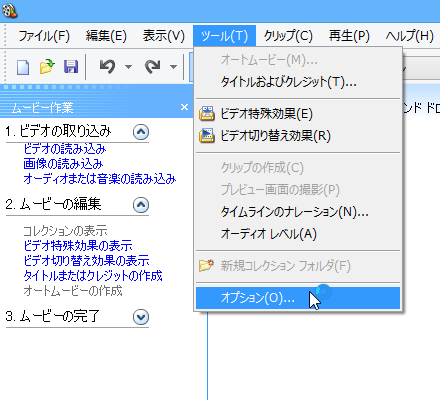 ファイル(F) 編集(E) 表示(V) ツール(T) クリップ(C) 再生(P) ヘルプ(H)
オートムービー(M)...
タイトルおよびクレジット(T)...
ビデオ特殊効果(E)
ビデオ切り替え効果(R)
クリップの作成(C)
プレビュー画面の撮影(P)
タイムラインのナレーション(N)...
オーディオ レベル(A)
新規コレクション フォルダ(F)
オプション(O)...
ムービー作業
1. ビデオの取り込み
ビデオの読み込み
画像の読み込み
オーディオまたは音楽の読み込み
2. ムービーの編集
コレクションの表示
ビデオ特殊効果の表示
ビデオ切り替え効果の表示
タイトルまたはクレジットの作成
オートムービーの作成
3. ムービーの完了
ンド ドロ